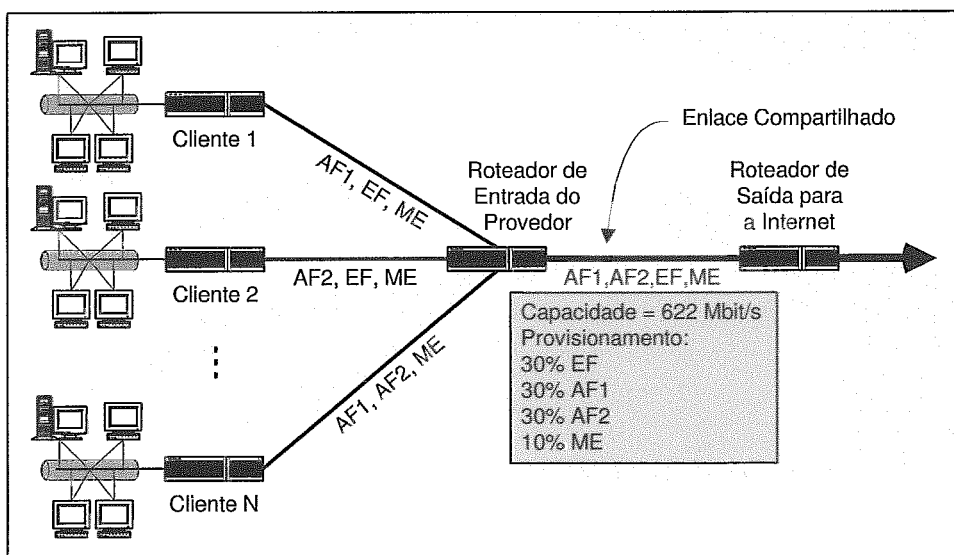 Cliente 1
AF1, EF, ME
Enlace Compartilhado
Roteador de
Entrada do
Provedor
Roteador de
Saída para
a Internet
Cliente 2
AF2, EF, ME
AF1,AF2,EF,ME
Capacidade = 622 Mbit/s
Provisionamento:
30% EF
30% AF1
30% AF2
10% ME
AF1, AF2, ME
Cliente N